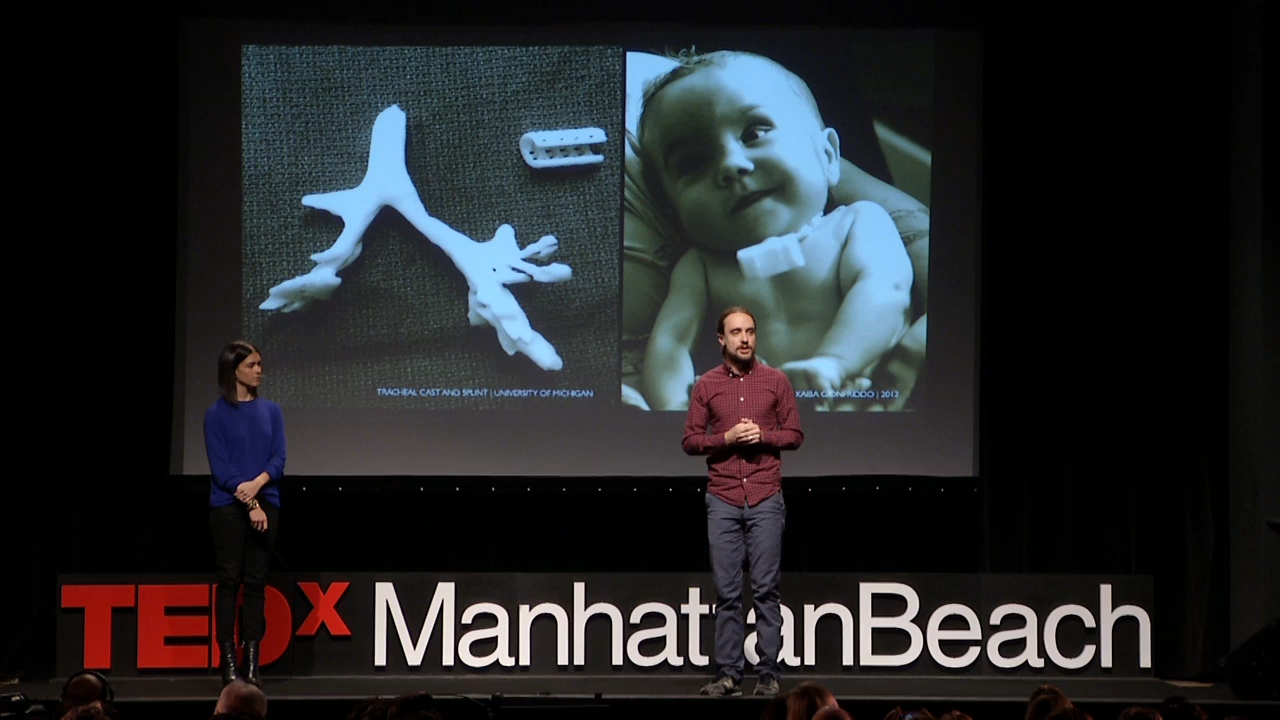 TRACHEAL CAST AND SPLINT | UNIVERSITY OF MICHIGAN
KAIBA GIONFRIDDO | 2012
TEDx ManhattanBeach